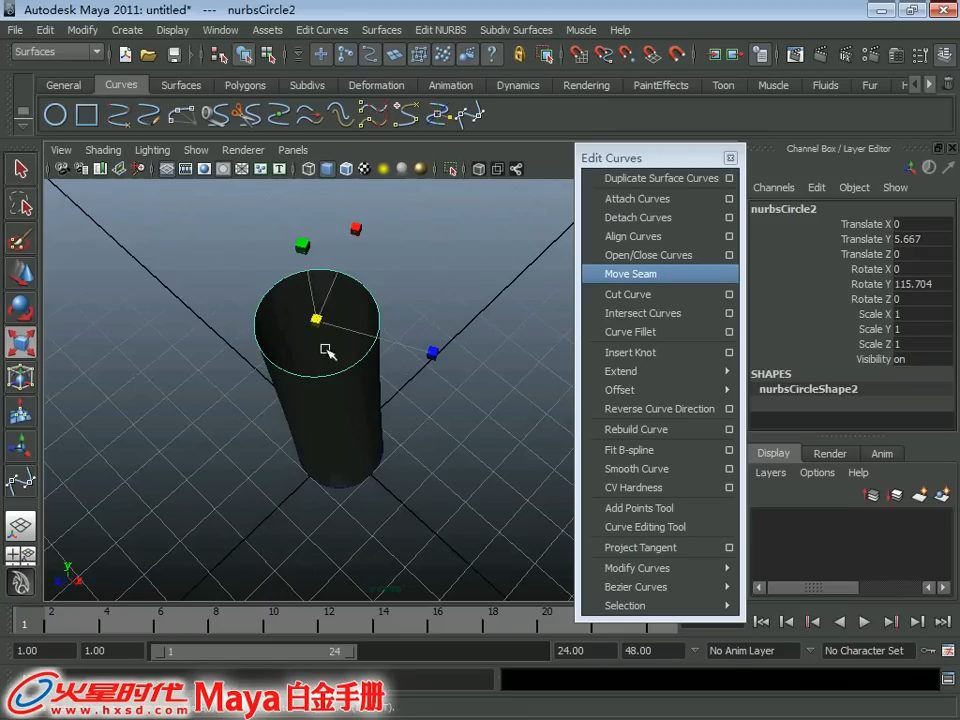 Autodesk Maya 2011: untitled* --- nurbsCircle2
File Edit Modify Create Display Window Assets Edit Curves Surfaces Edit NURBS Subdiv Surfaces Muscle Help
Surfaces
General Curves Surfaces Polygons Subdivs Deformation Animation Dynamics Rendering PaintEffects Toon Muscle Fluids Fur
View Shading Lighting Show Renderer Panels
Edit Curves
Duplicate Surface Curves
Attach Curves
Detach Curves
Align Curves
Open/Close Curves
Move Seam
Cut Curve
Intersect Curves
Curve Fillet
Insert Knot
Extend
Offset
Reverse Curve Direction
Rebuild Curve
Fit B-spline
Smooth Curve
CV Hardness
Add Points Tool
Curve Editing Tool
Project Tangent
Modify Curves
Bezier Curves
Selection
Channel Box / Layer Editor
Channels Edit Object Show
nurbsCircle2
Translate X 0
Translate Y 5.667
Translate Z 0
Rotate X 0
Rotate Y 115.704
Rotate Z 0
Scale X 1
Scale Y 1
Scale Z 1
Visibility on
SHAPES
nurbsCircleShape2
Display Render Anim
Layers Options Help
y
x
2 4 6 8 10 12 14 16 18 20
1
1.00 1.00 1 24 24.00 48.00 No Anim Layer No Character Set
火星时代 Maya 白金手册
www.hxsd.com